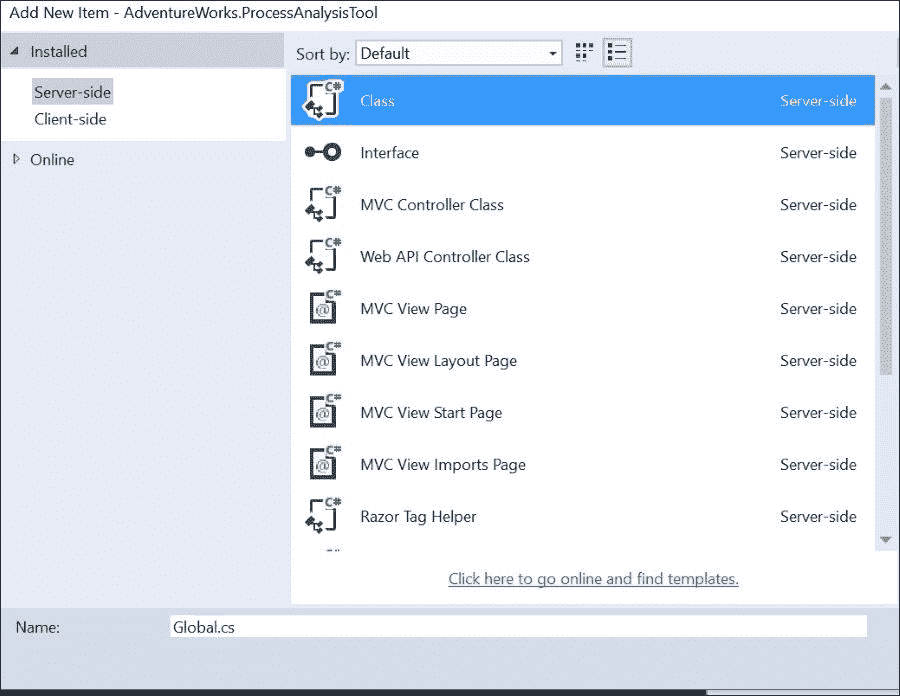 Add New Item - AdventureWorks.ProcessAnalysisTool
Installed
Server-side
Client-side
Online
Sort by: Default
C# Class Server-side
Interface Server-side
C# MVC Controller Class Server-side
C# Web API Controller Class Server-side
C# @ MVC View Page Server-side
C# @ MVC View Layout Page Server-side
C# @ MVC View Start Page Server-side
C# @ MVC View Imports Page Server-side
C# Razor Tag Helper Server-side
Click here to go online and find templates.
Name: Global.cs